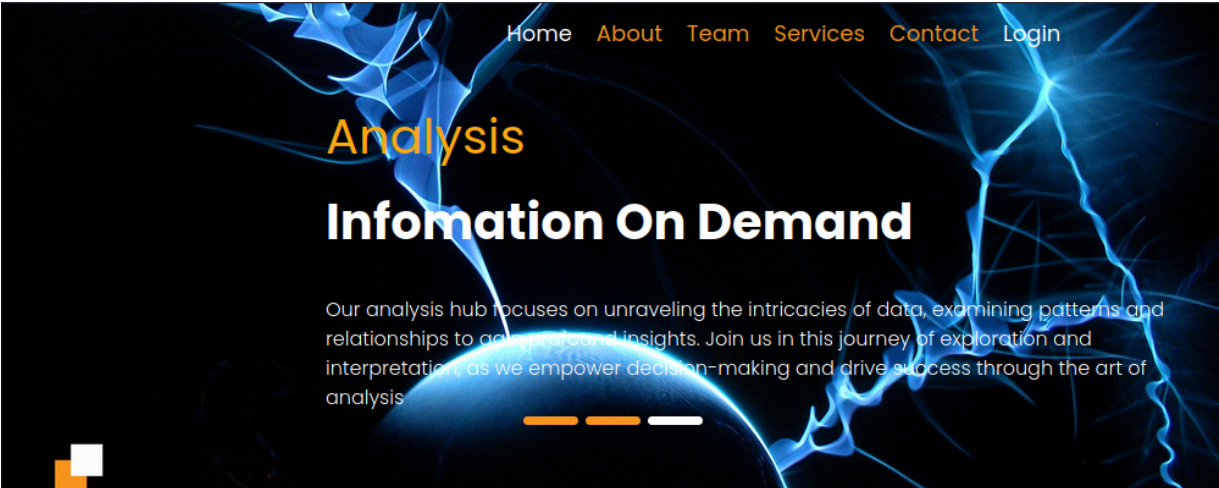 Home About Team Services Contact Login
Analysis
Infomation On Demand
Our analysis hub focuses on unraveling the intricacies of data, examining patterns and
relationships to gain profound insights. Join us in this journey of exploration and
interpretation, as we empower decision-making and drive success through the art of
analysis